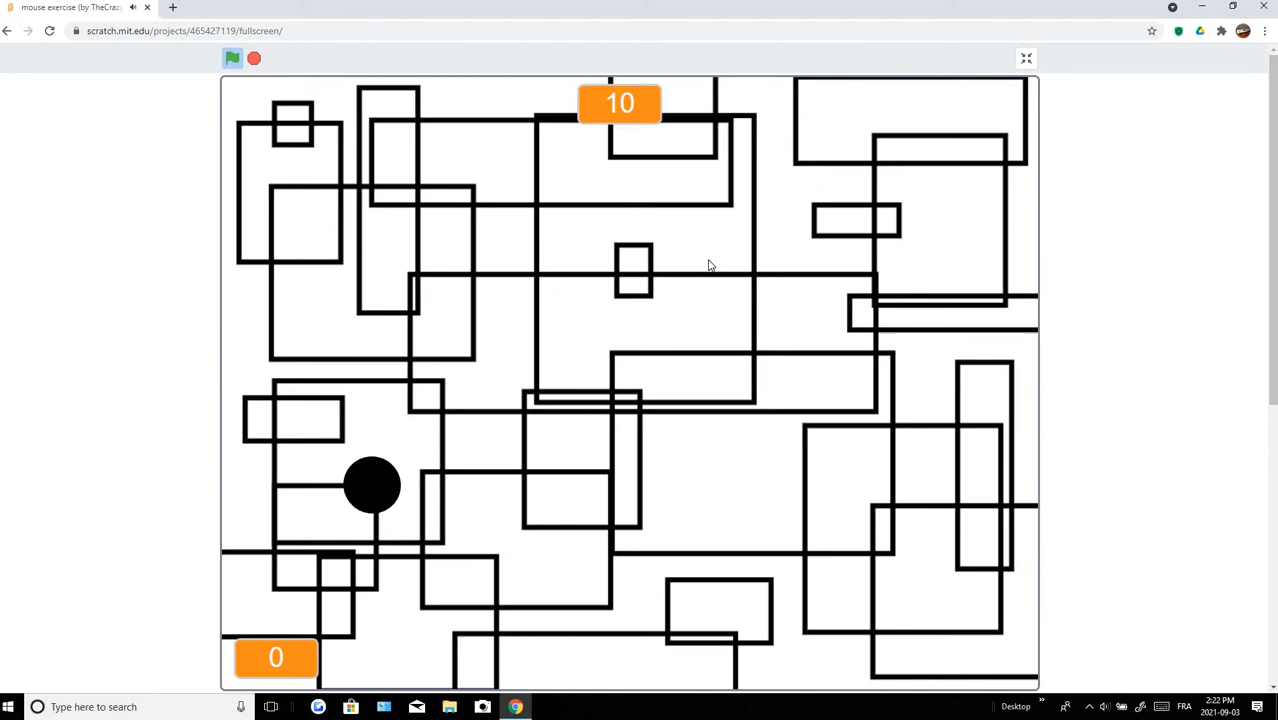 mouse exercise (by TheCraz
scratch.mit.edu/projects/465427119/fullscreen/
10
0
Type here to search
Desktop
FRA
2:22 PM
2021-09-03